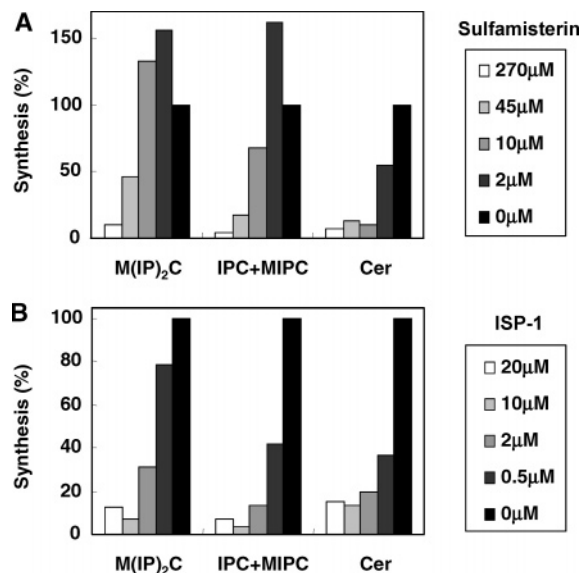 A
Synthesis (%)
150
100
50
0
M(IP)₂C IPC+MIPC Cer
Sulfamisterin
270μM
45μM
10μM
2μM
0μM
B
Synthesis (%)
100
80
60
40
20
0
M(IP)₂C IPC+MIPC Cer
ISP-1
20μM
10μM
2μM
0.5μM
0μM